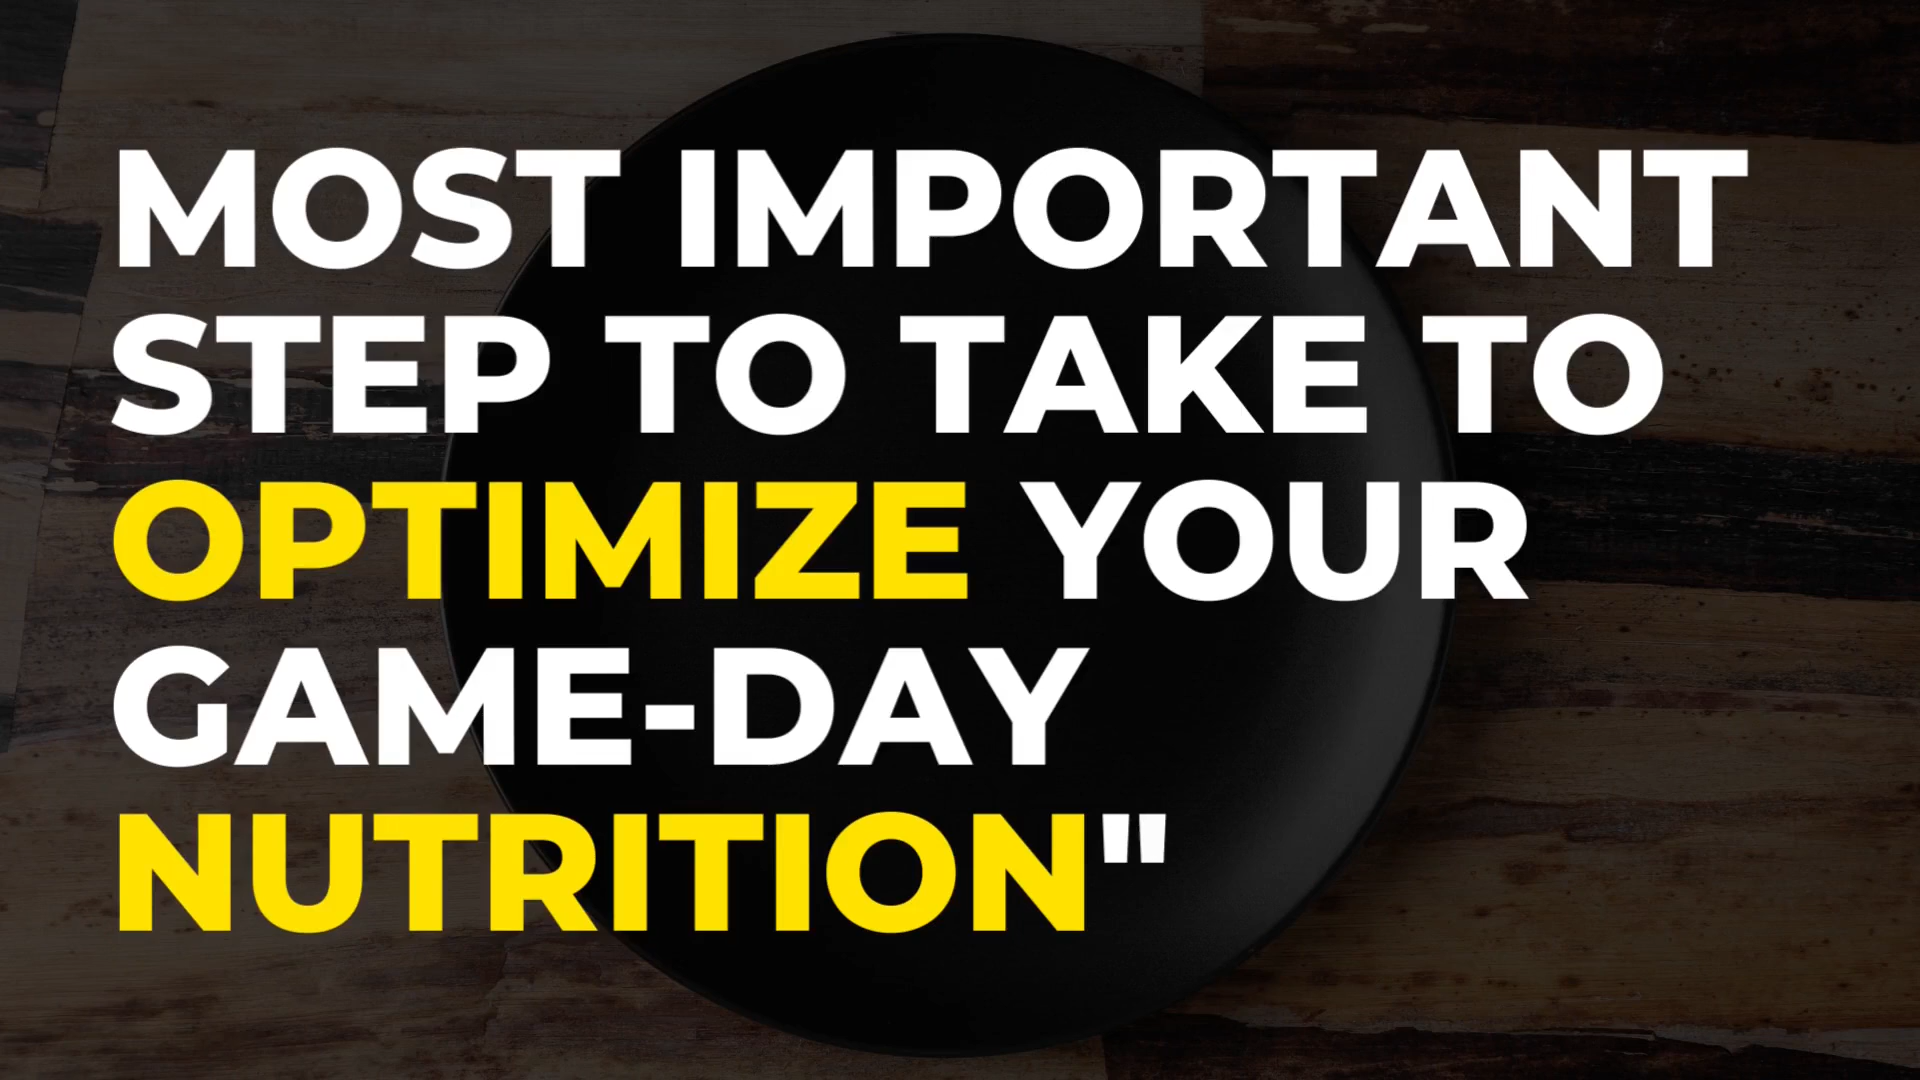 MOST IMPORTANT
STEP TO TAKE TO
OPTIMIZE YOUR
GAME-DAY
NUTRITION"